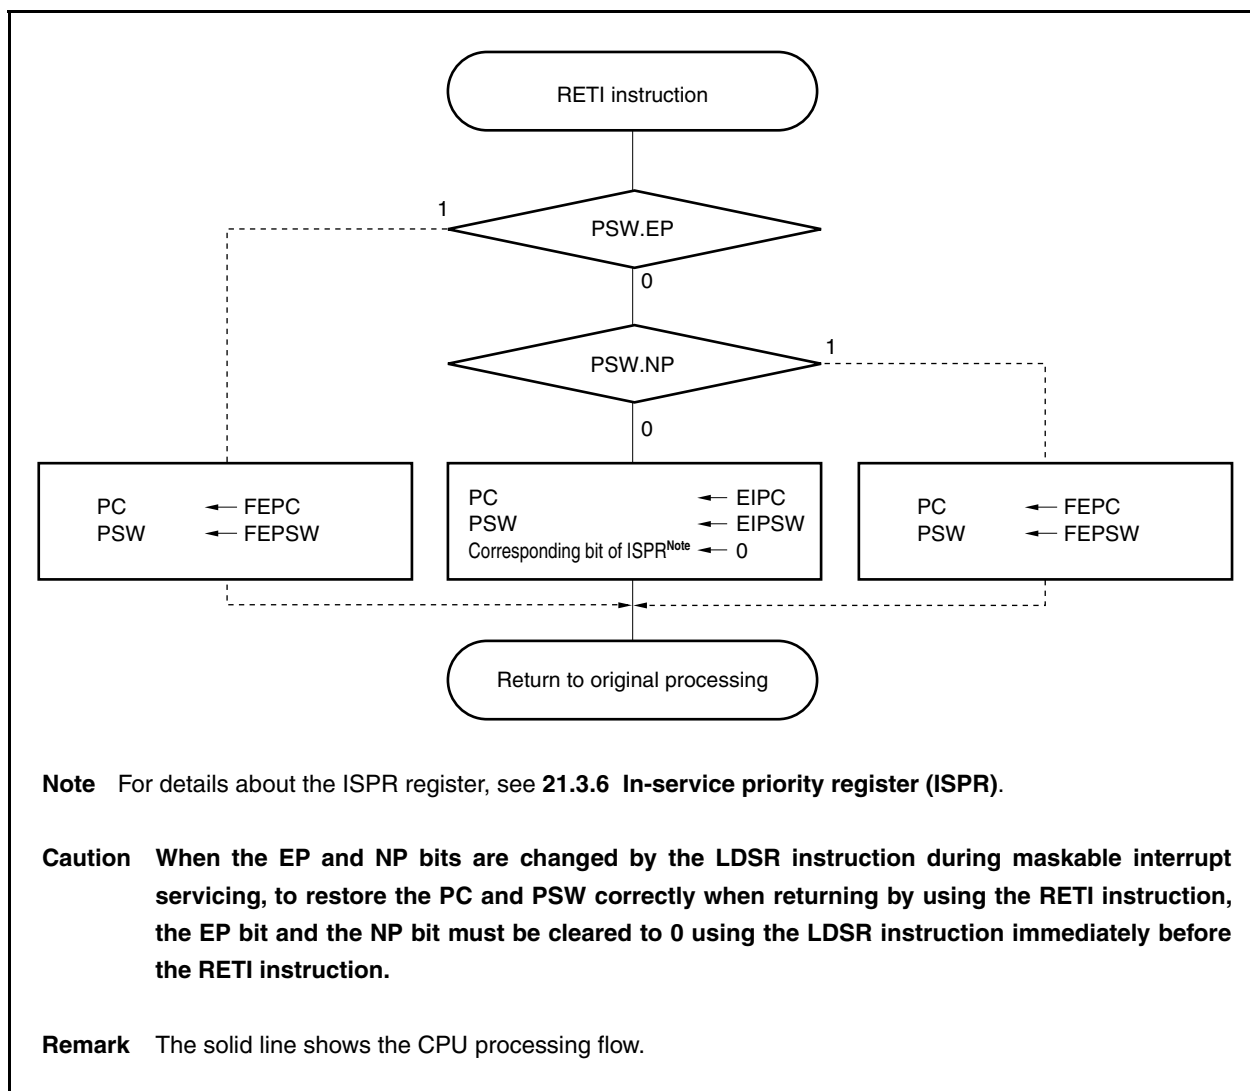 RETI instruction
1
PSW.EP
0
PSW.NP
1
0
PC ← FEPC
PSW ← FEPSW
PC ← EIPC
PSW ← EIPSW
Corresponding bit of ISPRNote ← 0
PC ← FEPC
PSW ← FEPSW
Return to original processing
Note For details about the ISPR register, see 21.3.6 In-service priority register (ISPR).
Caution When the EP and NP bits are changed by the LDSR instruction during maskable interrupt
servicing, to restore the PC and PSW correctly when returning by using the RETI instruction,
the EP bit and the NP bit must be cleared to 0 using the LDSR instruction immediately before
the RETI instruction.
Remark The solid line shows the CPU processing flow.